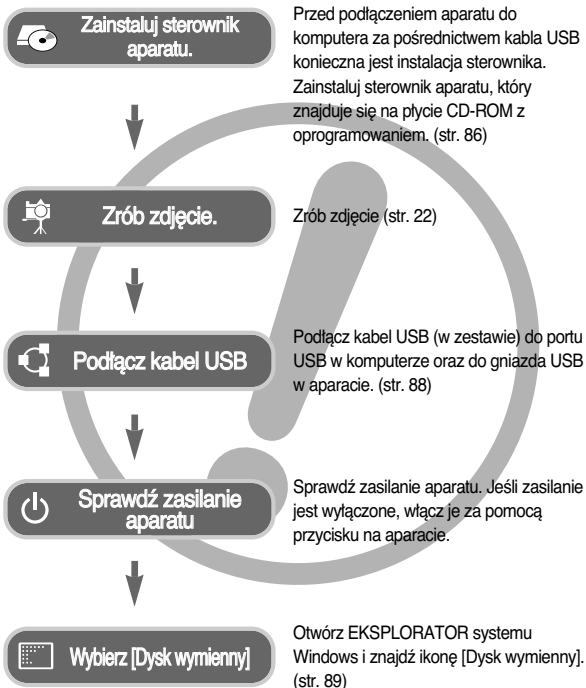 Zainstaluj sterownik
aparatu.
Przed podłączeniem aparatu do
komputera za pośrednictwem kabla USB
konieczna jest instalacja sterownika.
Zainstaluj sterownik aparatu, który
znajduje się na płycie CD-ROM z
oprogramowaniem. (str. 86)
Zrób zdjęcie.
Zrób zdjęcie (str. 22)
Podłącz kabel USB
Podłącz kabel USB (w zestawie) do portu
USB w komputerze oraz do gniazda USB
w aparacie. (str. 88)
Sprawdź zasilanie
aparatu
Sprawdź zasilanie aparatu. Jeśli zasilanie
jest wyłączone, włącz je za pomocą
przycisku na aparacie.
Wybierz [Dysk wymienny]
Otwórz EKSPLORATOR systemu
Windows i znajdź ikonę [Dysk wymienny].
(str. 89)